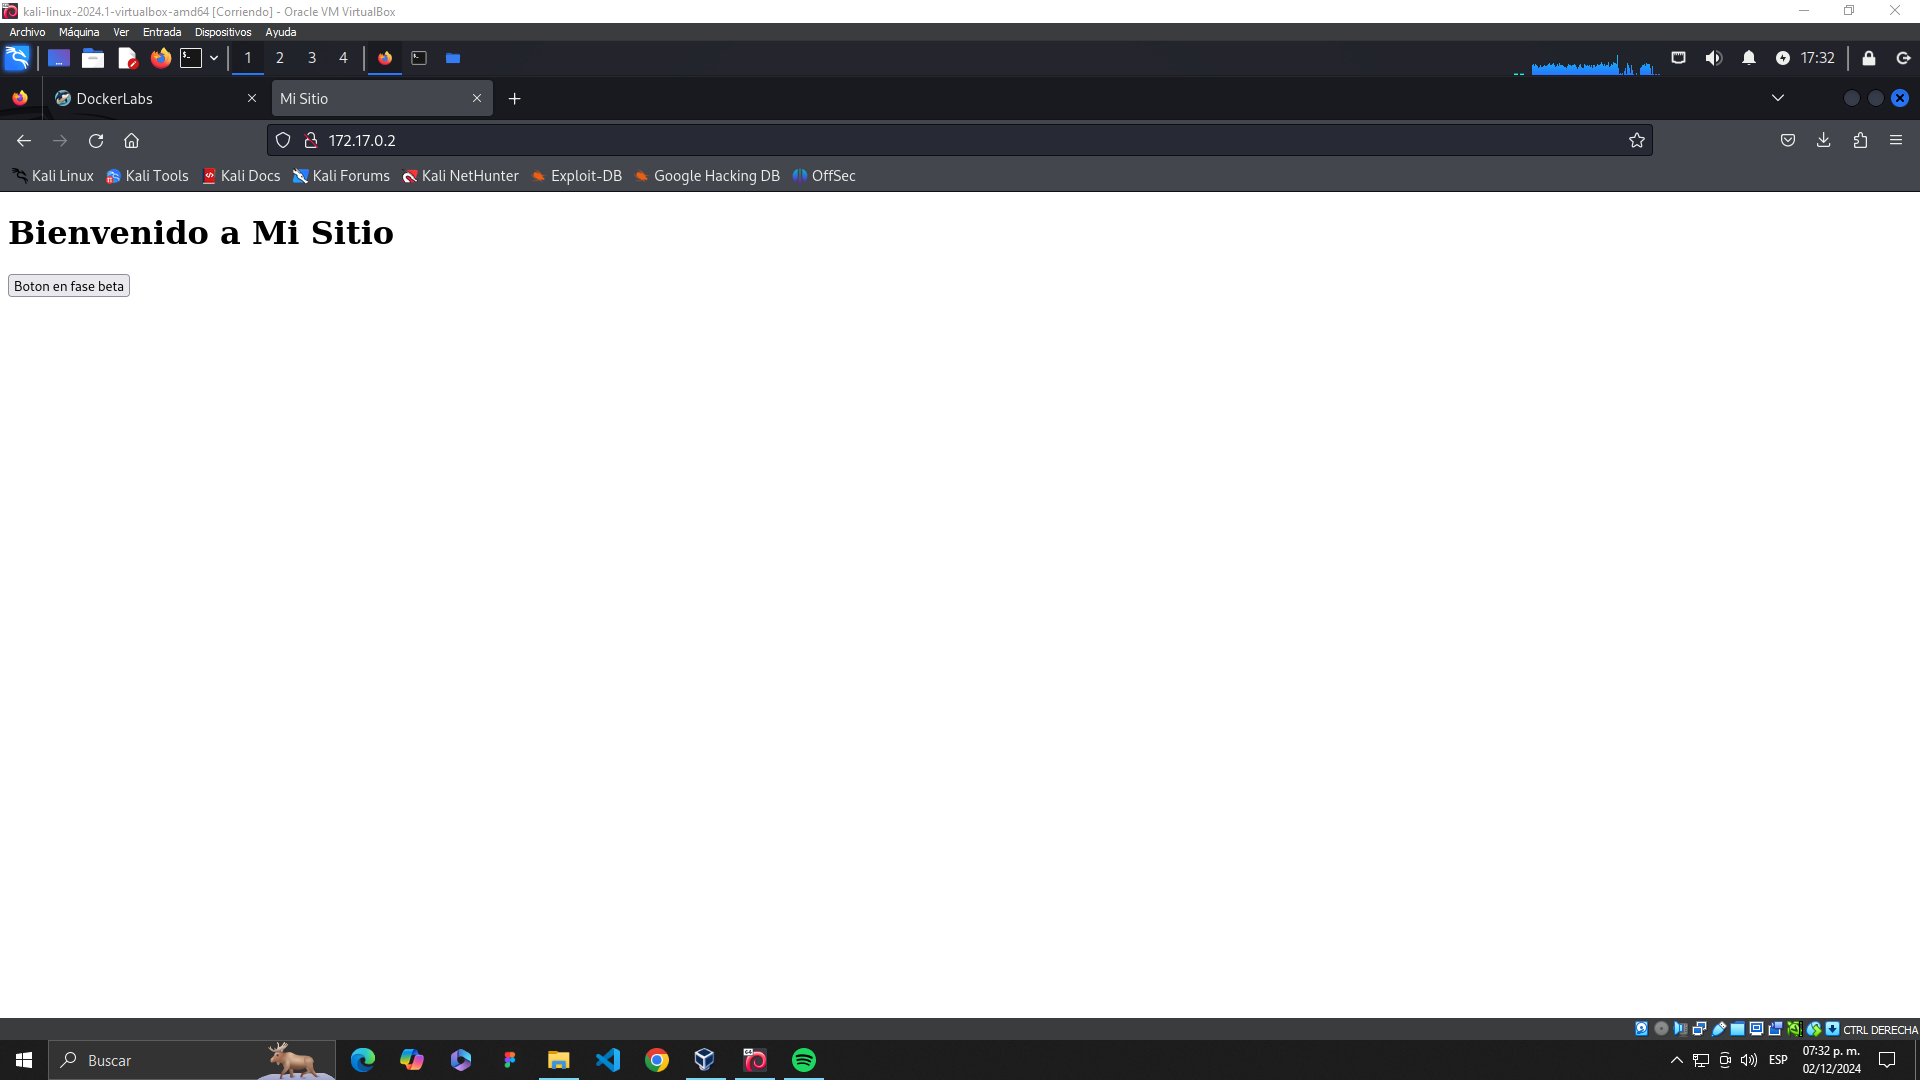 kali-linux-2024.1-virtualbox-amd64 [Corriendo] - Oracle VM VirtualBox
Archivo Máquina Ver Entrada Dispositivos Ayuda
1 2 3 4 17:32
DockerLabs Mi Sitio
172.17.0.2
Kali Linux Kali Tools Kali Docs Kali Forums Kali NetHunter Exploit-DB Google Hacking DB OffSec
Bienvenido a Mi Sitio
Boton en fase beta
CTRL DERECHA
Buscar ESP 07:32 p. m.
02/12/2024